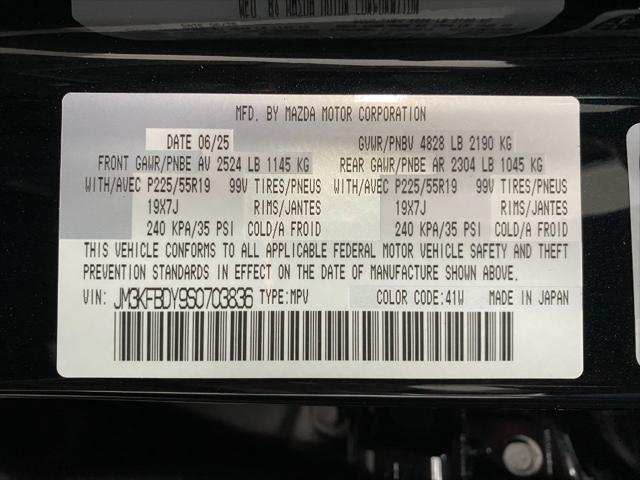 MFD. BY MAZDA MOTOR CORPORATION
DATE 06/25 GVWR/PNBV 4828 LB 2190 KG
FRONT GAWR/PNBE AV 2524 LB 1145 KG REAR GAWR/PNBE AR 2304 LB 1045 KG
WITH/AVEC P225/55R19 99V TIRES/PNEUS WITH/AVEC P225/55R19 99V TIRES/PNEUS
19X7J RIMS/JANTES 19X7J RIMS/JANTES
240 KPA/35 PSI COLD/A FROID 240 KPA/35 PSI COLD/A FROID
THIS VEHICLE CONFORMS TO ALL APPLICABLE FEDERAL MOTOR VEHICLE SAFETY AND THEFT
PREVENTION STANDARDS IN EFFECT ON THE DATE OF MANUFACTURE SHOWN ABOVE.
VIN: JM3KFBDY9S0703836 TYPE:MPV COLOR CODE:41W MADE IN JAPAN